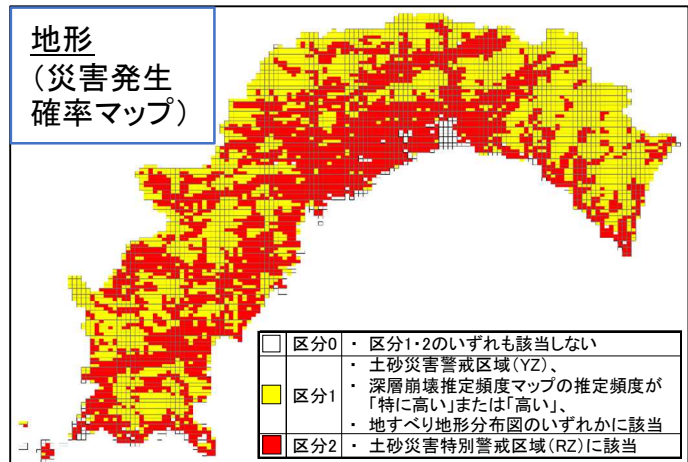 地形
(災害発生
確率マップ)
区分0 ・ 区分1・2のいずれも該当しない
区分1 ・ 土砂災害警戒区域(YZ)、
・ 深層崩壊推定頻度マップの推定頻度が
「特に高い」または「高い」、
・ 地すべり地形分布図のいずれかに該当
区分2 ・ 土砂災害特別警戒区域(RZ)に該当